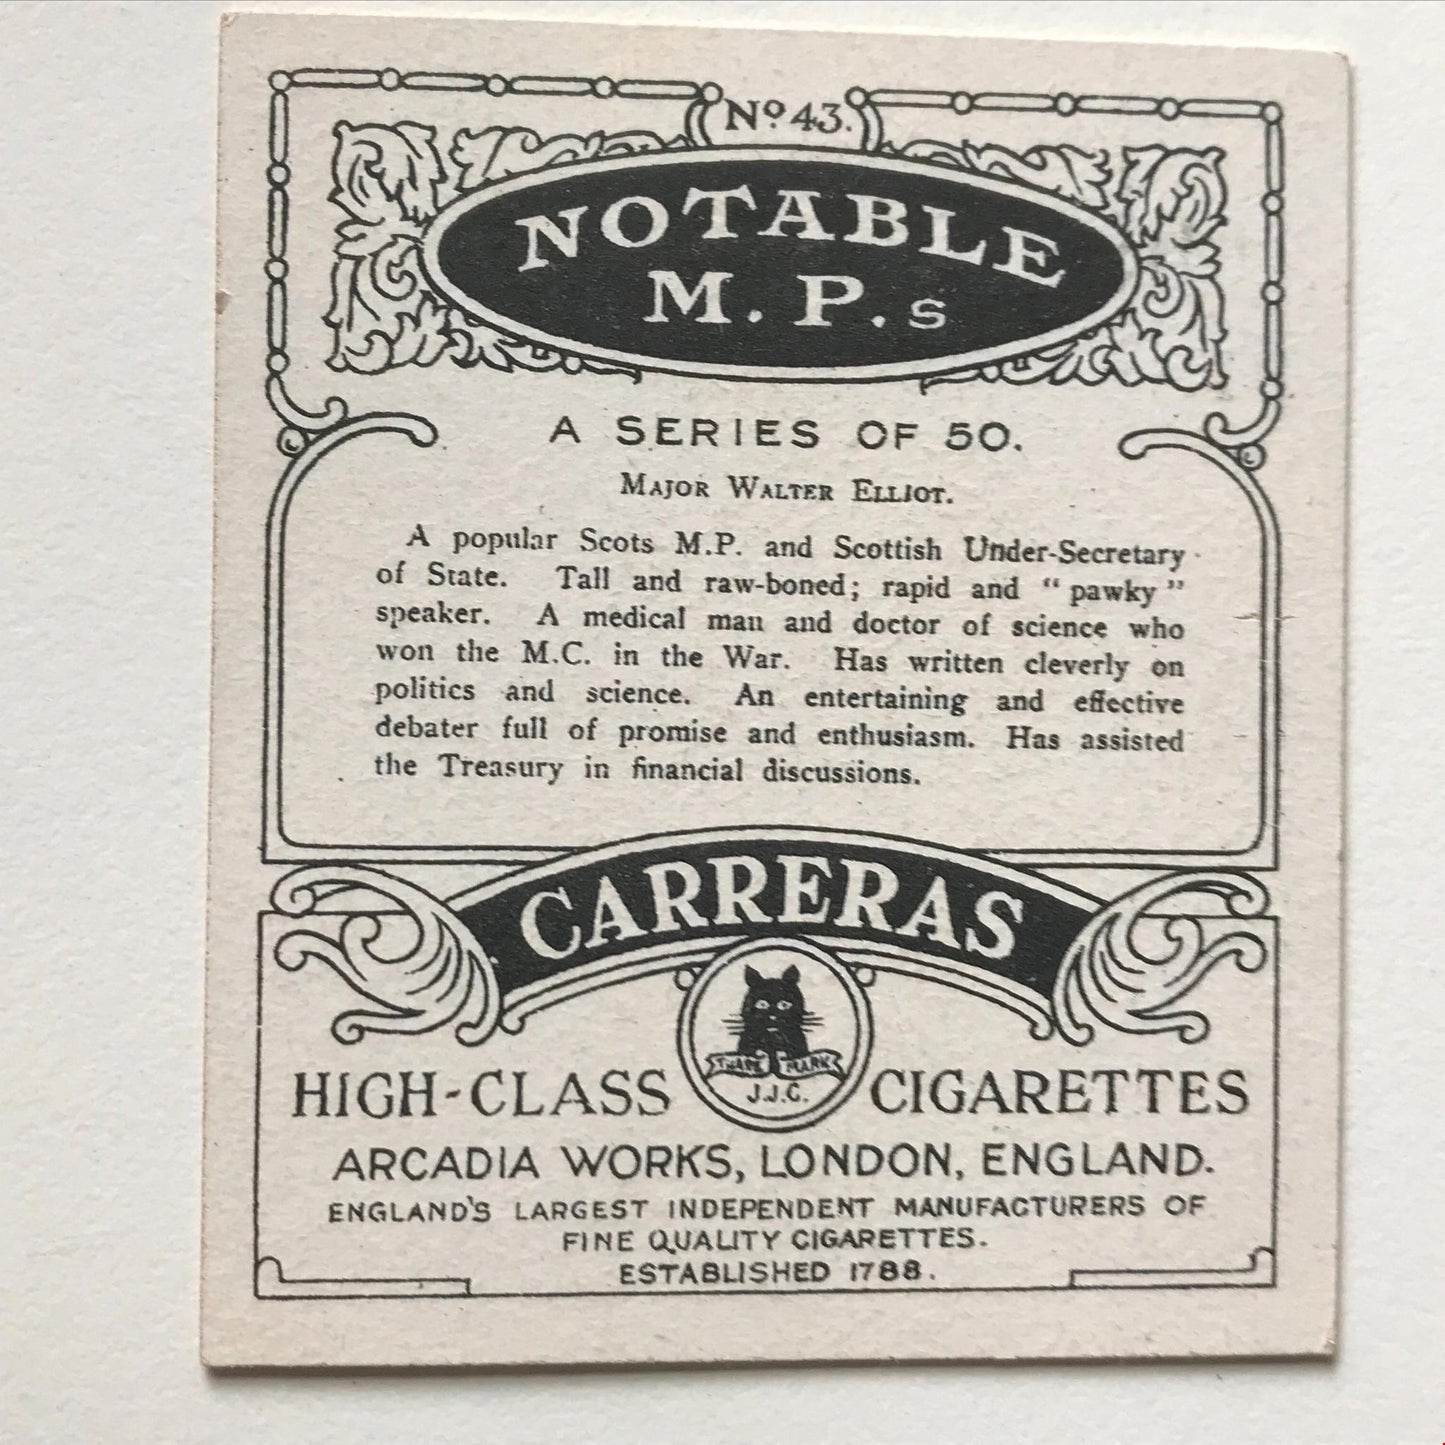 Nº 43.
NOTABLE
M.P.s
A SERIES OF 50.
MAJOR WALTER ELLIOT.
A popular Scots M.P. and Scottish Under-Secretary
of State. Tall and raw-boned; rapid and "pawky"
speaker. A medical man and doctor of science who
won the M.C. in the War. Has written cleverly on
politics and science. An entertaining and effective
debater full of promise and enthusiasm. Has assisted
the Treasury in financial discussions.
CARRERAS
TRADE MARK
J.J.C.
HIGH-CLASS CIGARETTES
ARCADIA WORKS, LONDON, ENGLAND.
ENGLAND'S LARGEST INDEPENDENT MANUFACTURERS OF
FINE QUALITY CIGARETTES.
ESTABLISHED 1788.